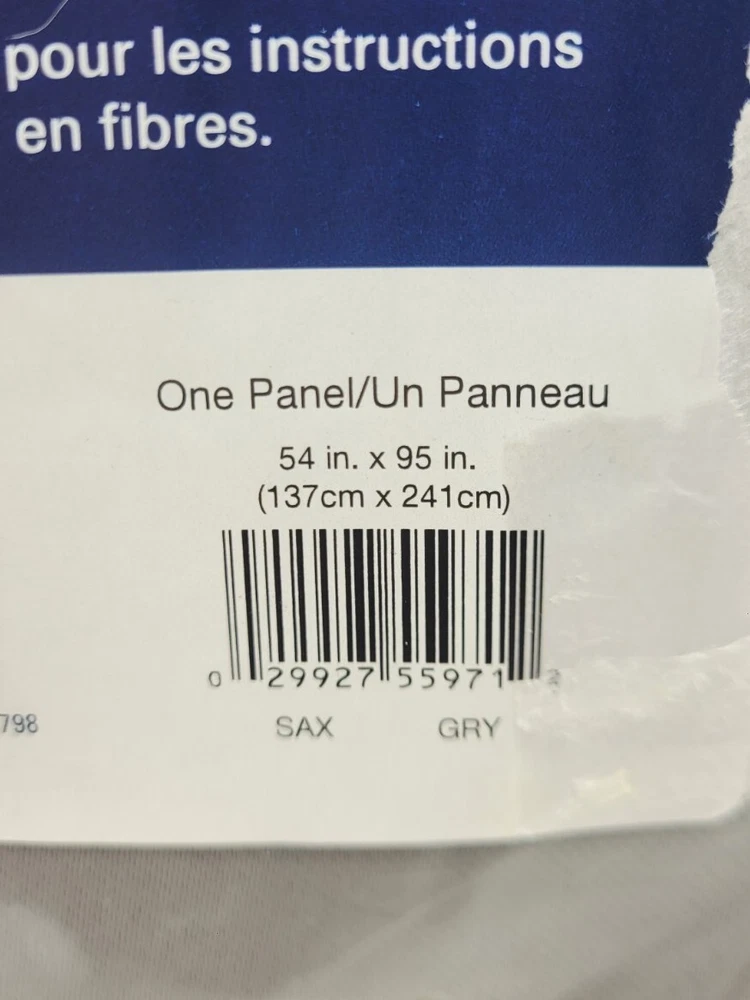 pour les instructions
en fibres.
One Panel/Un Panneau
54 in. x 95 in.
(137cm x 241cm)
0 29927 55971 2
798
SAX GRY